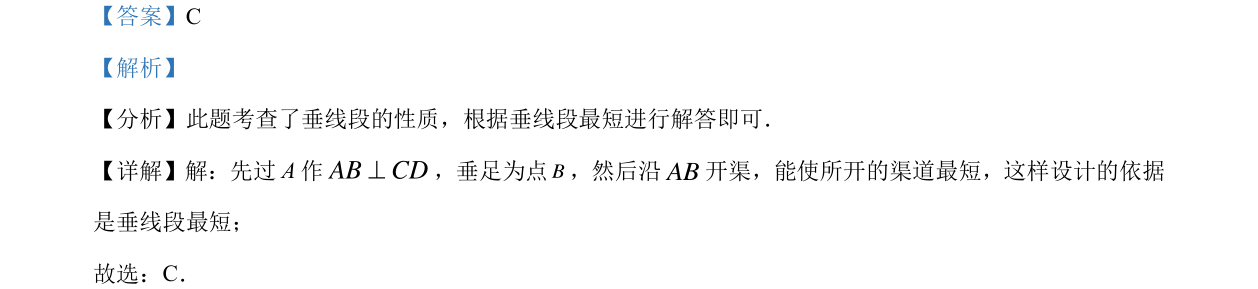 【答案】C
【解析】
【分析】此题考查了垂线段的性质，根据垂线段最短进行解答即可．
【详解】解：先过 A 作 AB⊥CD，垂足为点 B，然后沿 AB 开渠，能使所开的渠道最短，这样设计的依据
是垂线段最短；
故选：C．